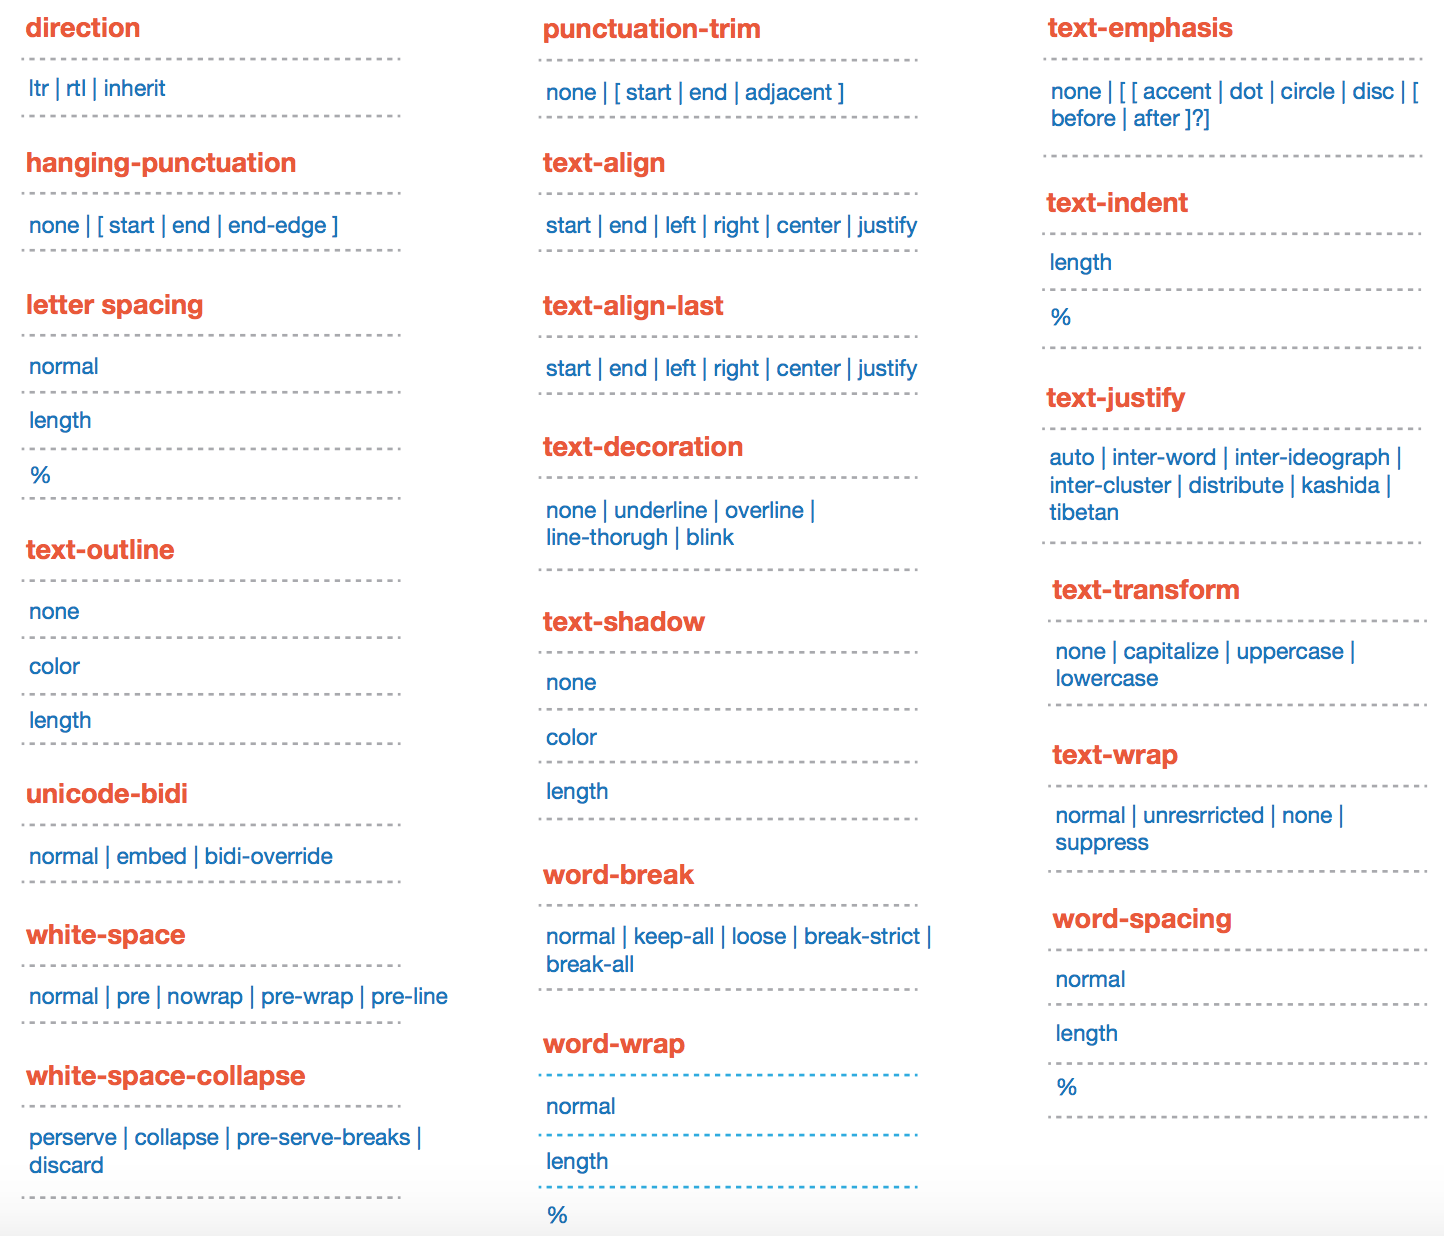 direction
ltr | rtl | inherit
hanging-punctuation
none | [ start | end | end-edge ]
letter spacing
normal
length
%
text-outline
none
color
length
unicode-bidi
normal | embed | bidi-override
white-space
normal | pre | nowrap | pre-wrap | pre-line
white-space-collapse
perserve | collapse | pre-serve-breaks |
discard
punctuation-trim
none | [ start | end | adjacent ]
text-align
start | end | left | right | center | justify
text-align-last
start | end | left | right | center | justify
text-decoration
none | underline | overline |
line-thorugh | blink
text-shadow
none
color
length
word-break
normal | keep-all | loose | break-strict |
break-all
word-wrap
normal
length
%
text-emphasis
none | [ [ accent | dot | circle | disc | [
before | after ]?]
text-indent
length
%
text-justify
auto | inter-word | inter-ideograph |
inter-cluster | distribute | kashida |
tibetan
text-transform
none | capitalize | uppercase |
lowercase
text-wrap
normal | unresrricted | none |
suppress
word-spacing
normal
length
%